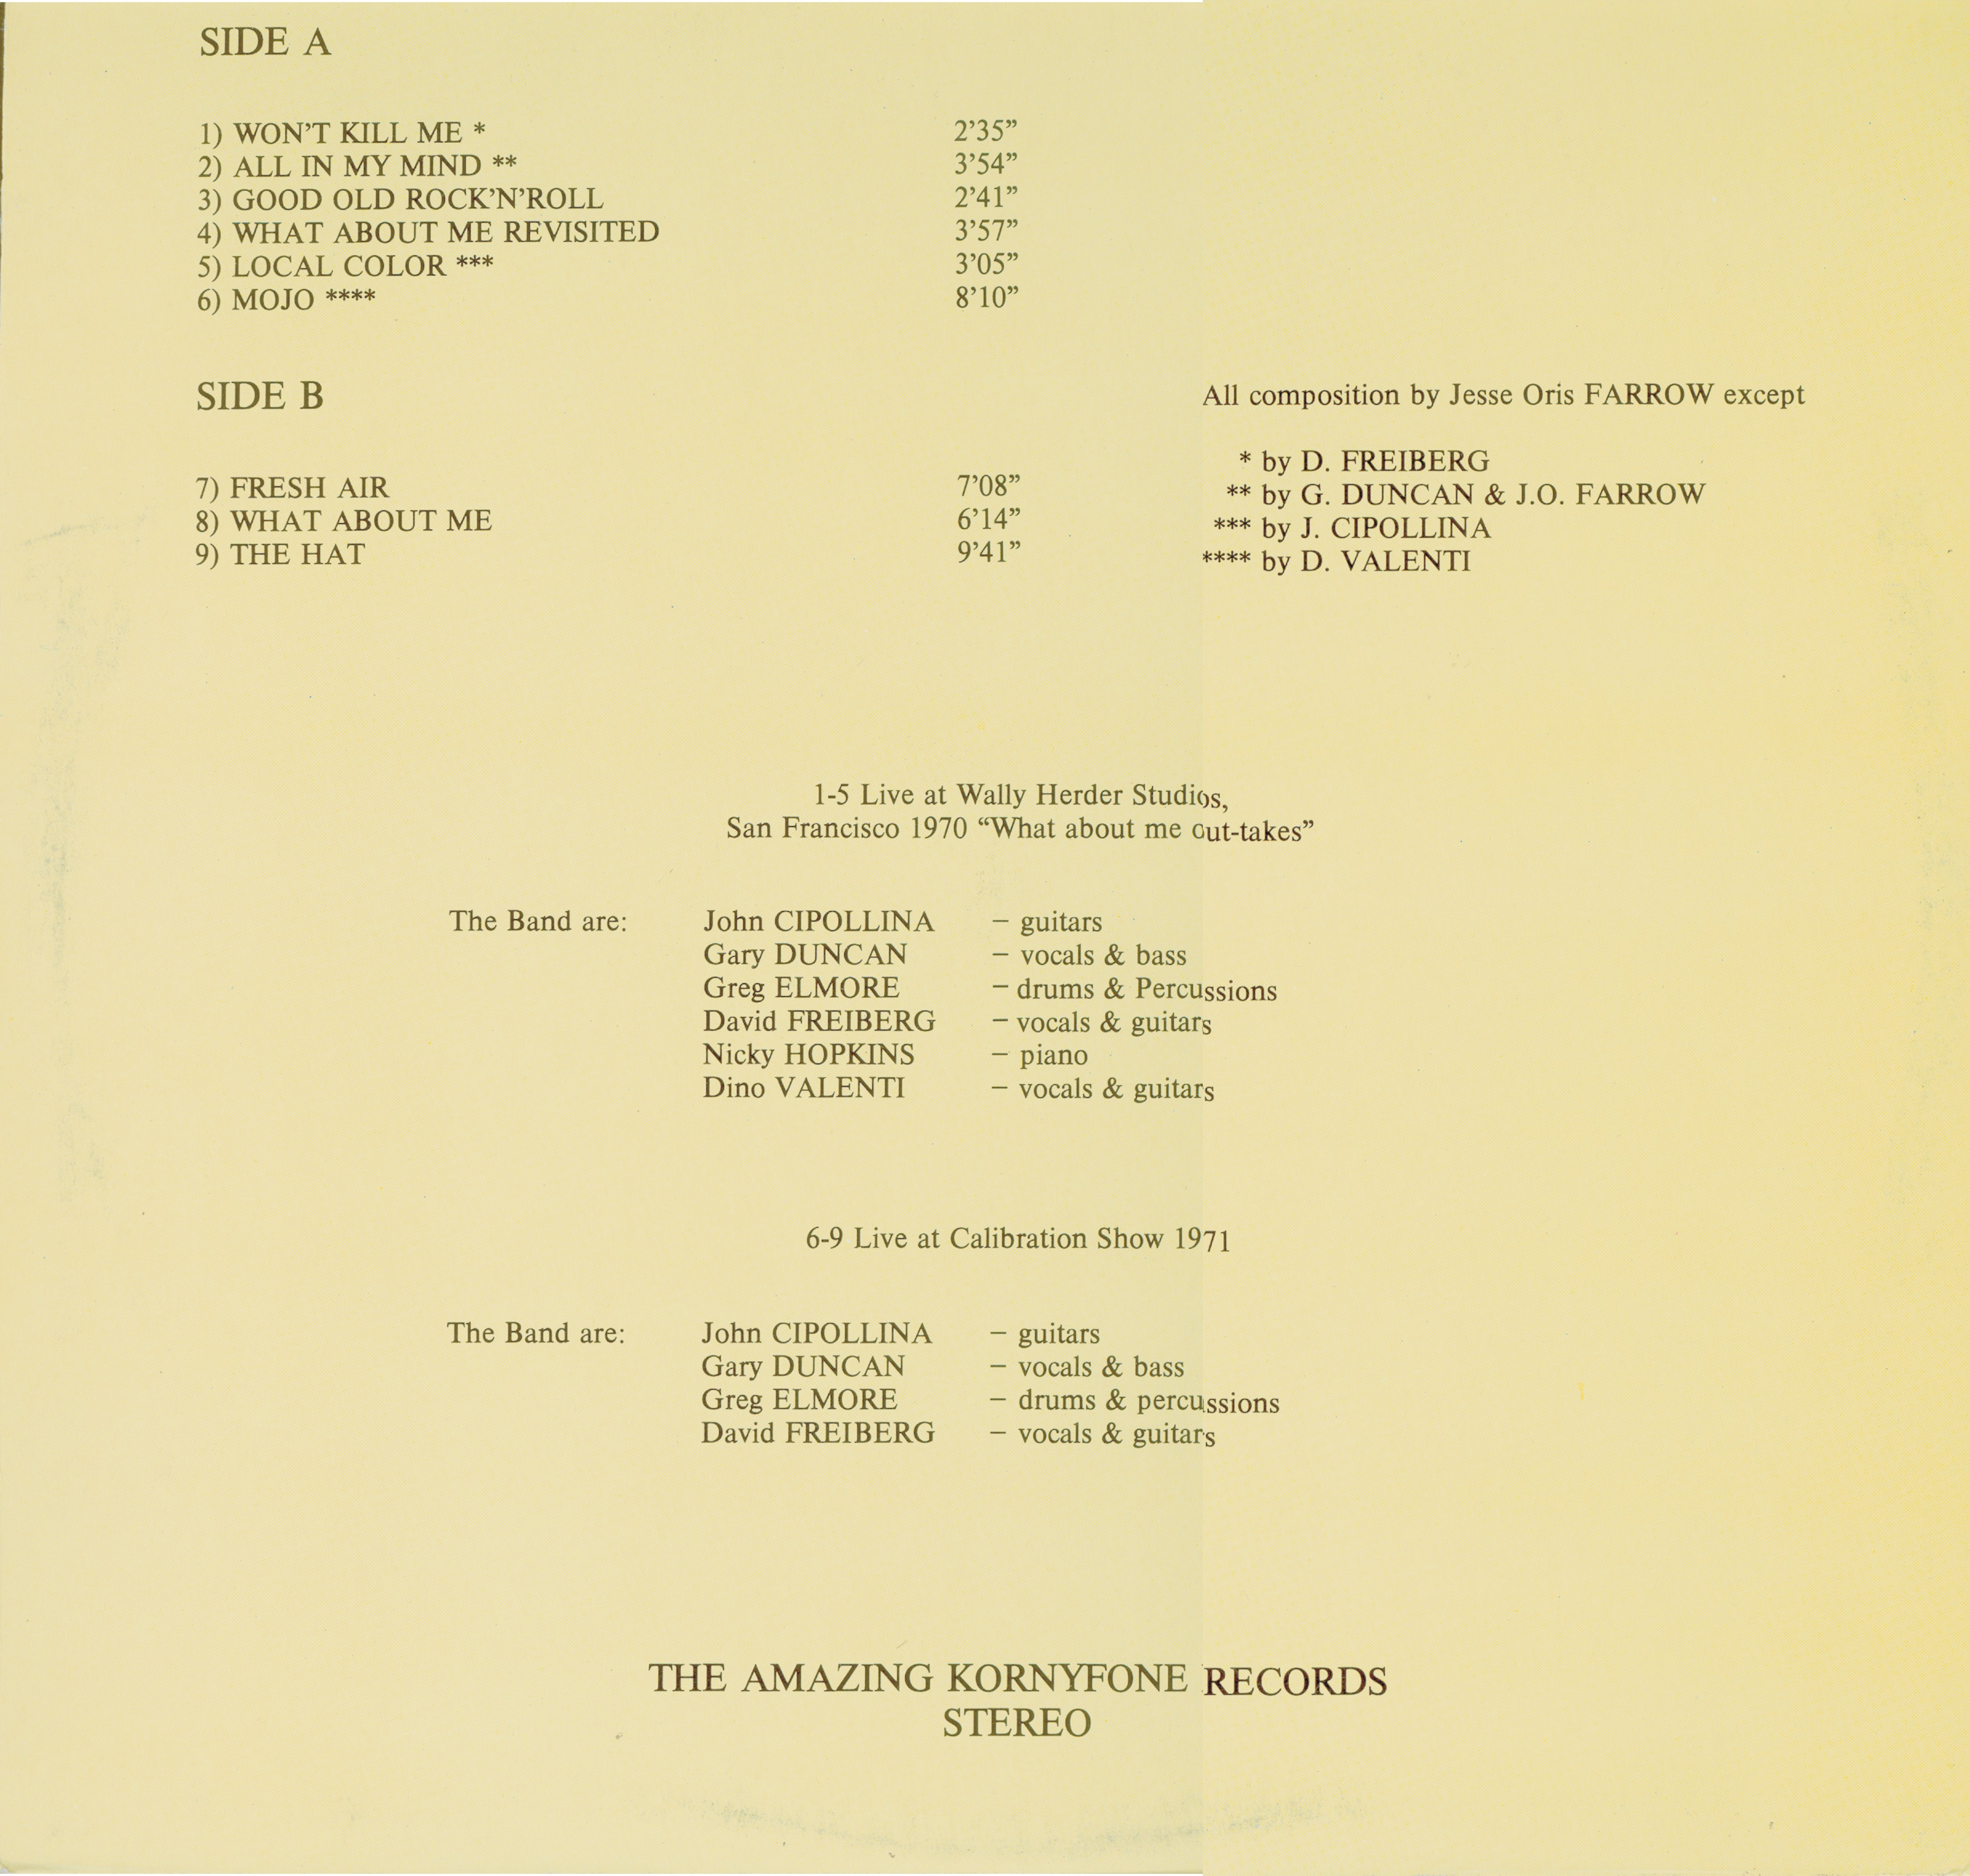 SIDE A
1) WON'T KILL ME * 2'35”
2) ALL IN MY MIND ** 3'54”
3) GOOD OLD ROCK'N'ROLL 2'41”
4) WHAT ABOUT ME REVISITED 3'57”
5) LOCAL COLOR *** 3'05”
6) MOJO **** 8'10”
SIDE B
7) FRESH AIR 7'08”
8) WHAT ABOUT ME 6'14”
9) THE HAT 9'41”
All composition by Jesse Oris FARROW except
* by D. FREIBERG
** by G. DUNCAN & J.O. FARROW
*** by J. CIPOLLINA
**** by D. VALENTI
1-5 Live at Wally Herder Studios,
San Francisco 1970 “What about me out-takes”
The Band are: John CIPOLLINA – guitars
Gary DUNCAN – vocals & bass
Greg ELMORE – drums & Percussions
David FREIBERG – vocals & guitars
Nicky HOPKINS – piano
Dino VALENTI – vocals & guitars
6-9 Live at Calibration Show 1971
The Band are: John CIPOLLINA – guitars
Gary DUNCAN – vocals & bass
Greg ELMORE – drums & percussions
David FREIBERG – vocals & guitars
THE AMAZING KORNYFONE RECORDS
STEREO